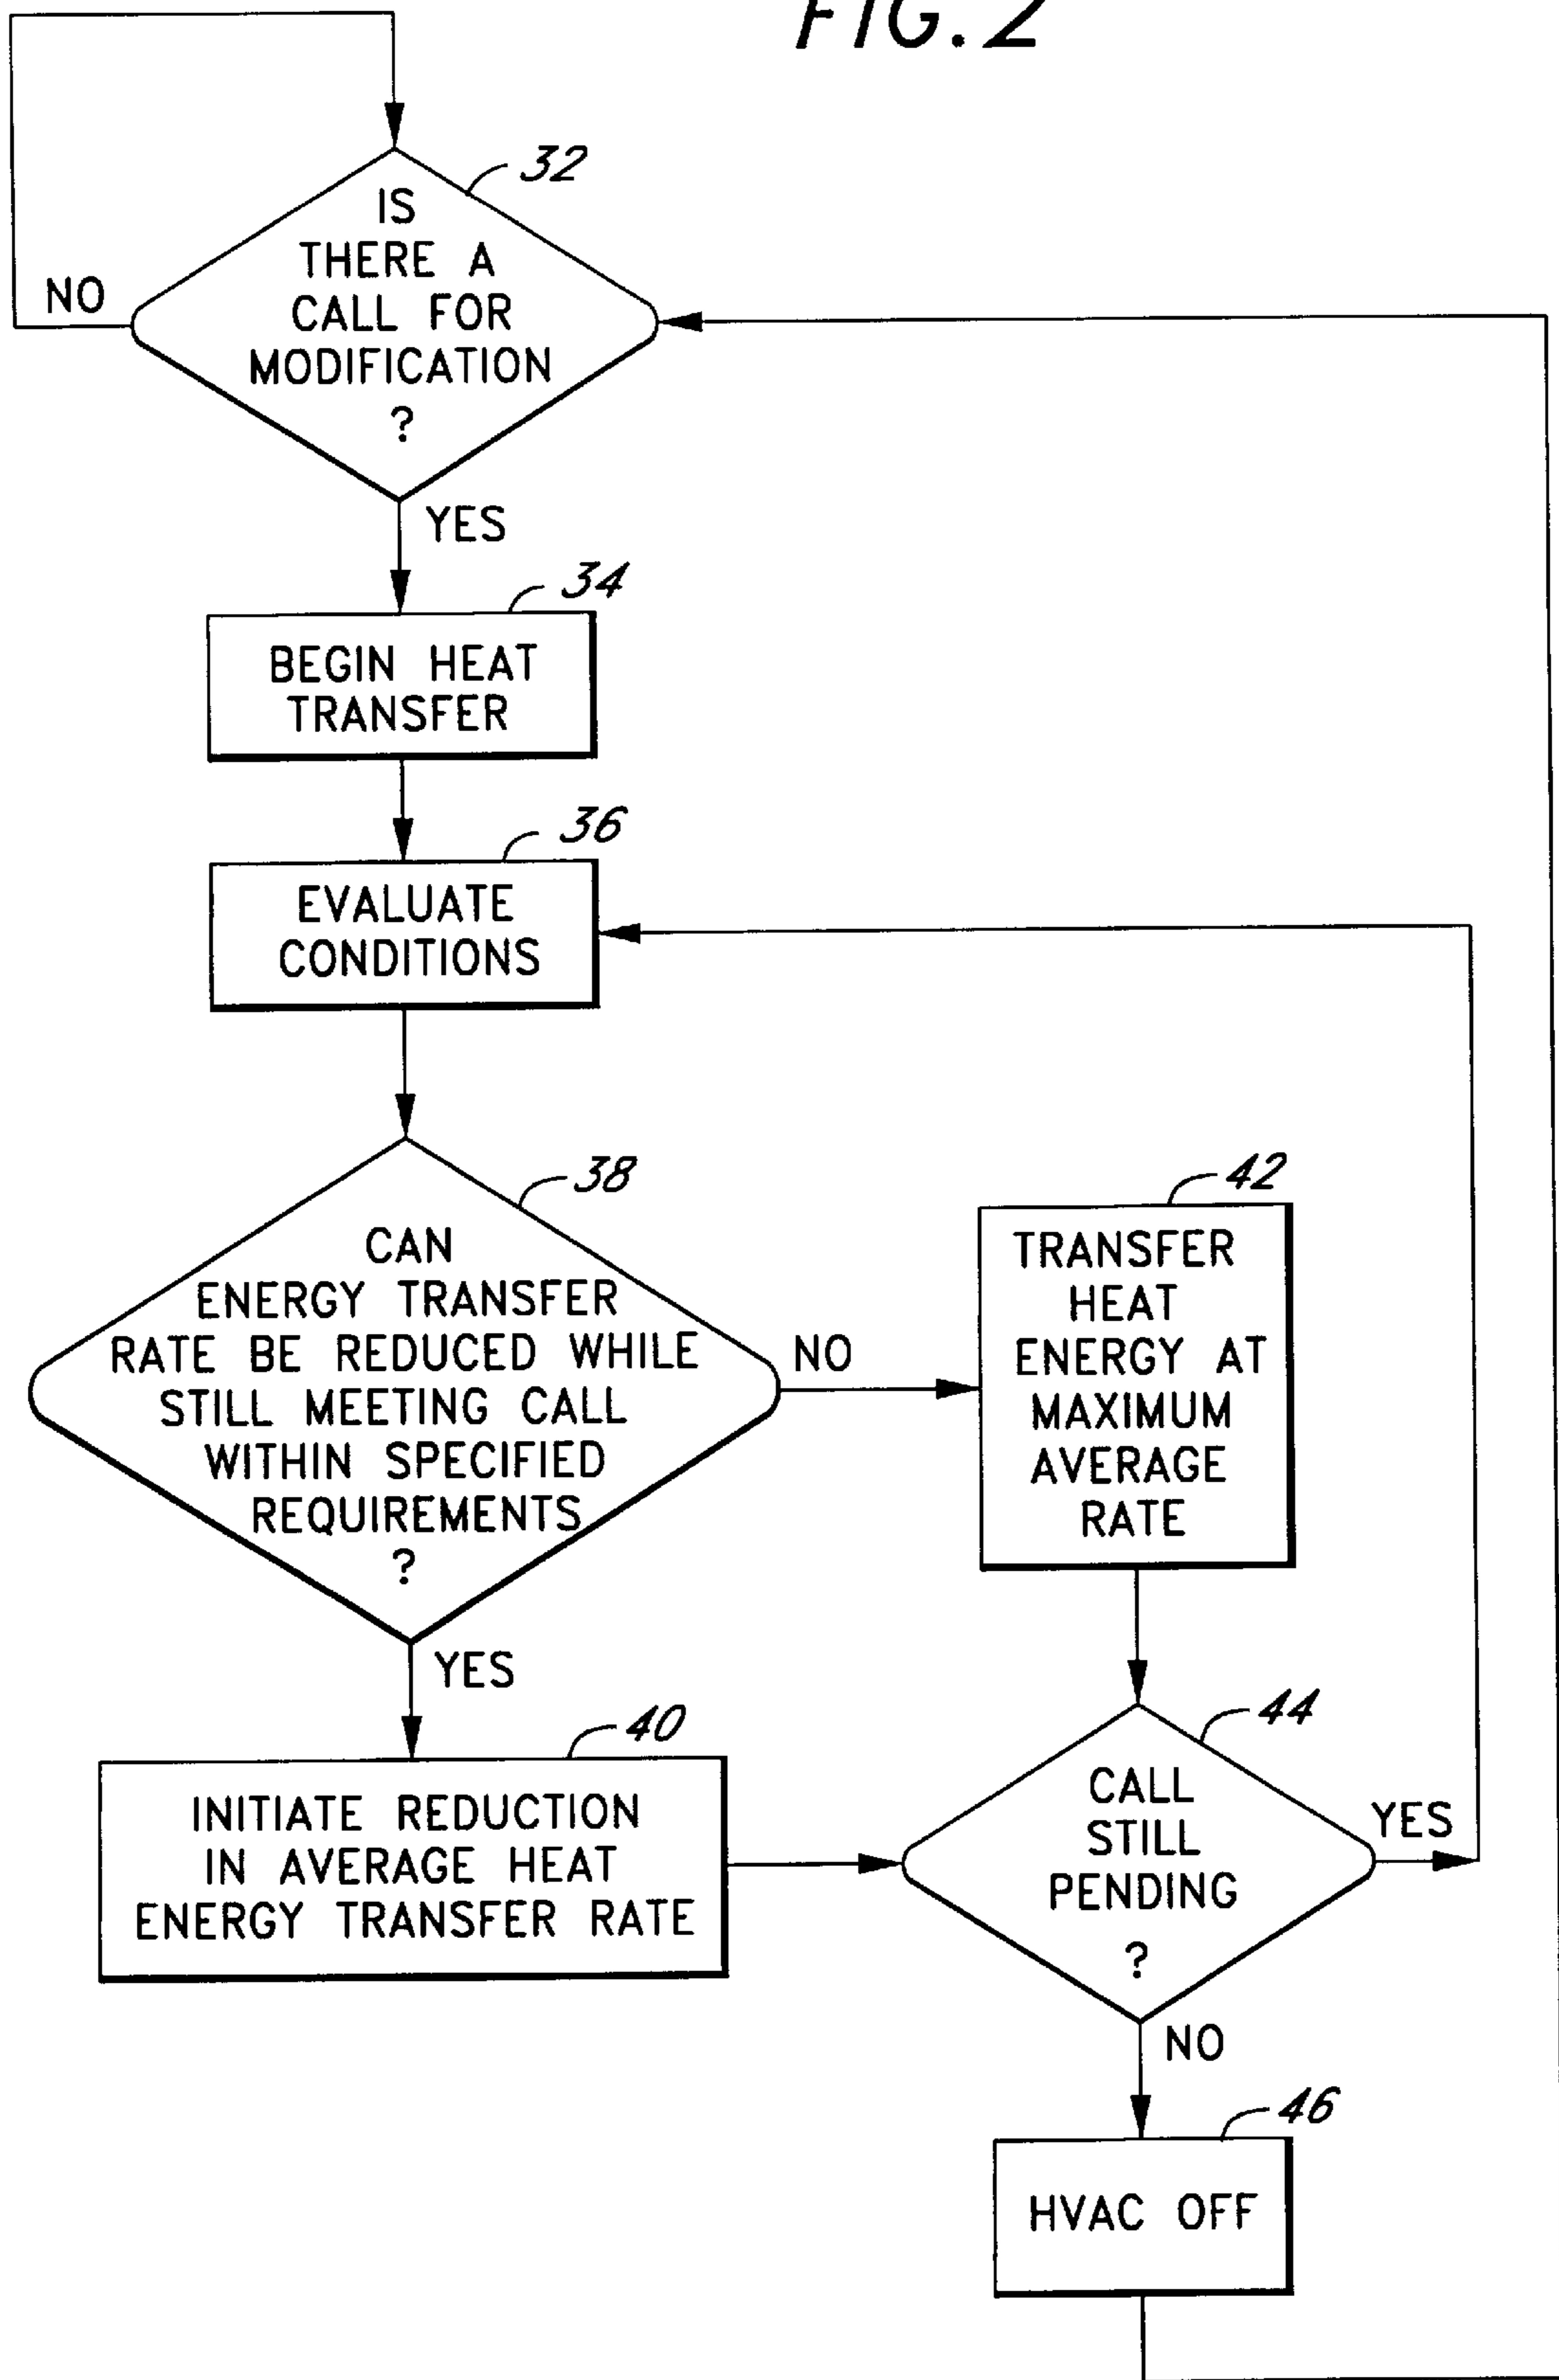 FIG. 2
32
IS
THERE A
CALL FOR
MODIFICATION
?
NO
YES
34
BEGIN HEAT
TRANSFER
36
EVALUATE
CONDITIONS
38
CAN
ENERGY TRANSFER
RATE BE REDUCED WHILE
STILL MEETING CALL
WITHIN SPECIFIED
REQUIREMENTS
?
NO
YES
42
TRANSFER
HEAT
ENERGY AT
MAXIMUM
AVERAGE
RATE
40
INITIATE REDUCTION
IN AVERAGE HEAT
ENERGY TRANSFER RATE
44
CALL
STILL
PENDING
?
YES
NO
46
HVAC OFF